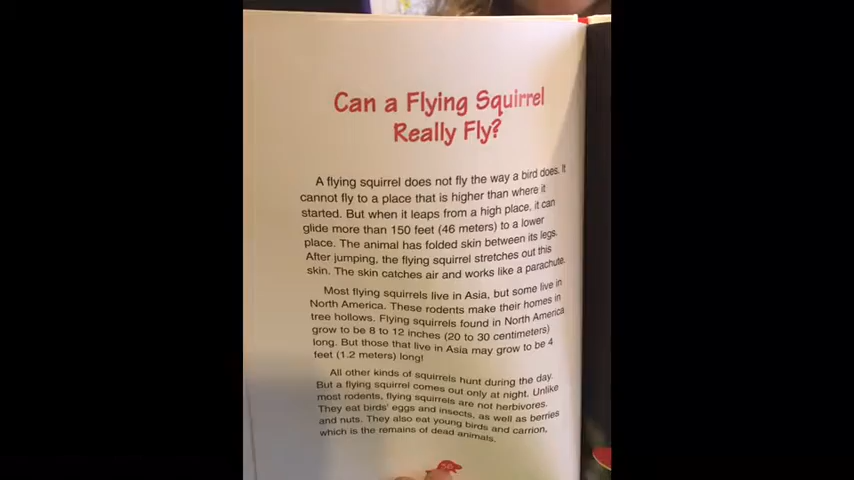 Can a Flying Squirrel
Really Fly?
A flying squirrel does not fly the way a bird does. It
cannot fly to a place that is higher than where it
started. But when it leaps from a high place, it can
glide more than 150 feet (46 meters) to a lower
place. The animal has folded skin between its legs.
After jumping, the flying squirrel stretches out this
skin. The skin catches air and works like a parachute.
Most flying squirrels live in Asia, but some live in
North America. These rodents make their homes in
tree hollows. Flying squirrels found in North America
grow to be 8 to 12 inches (20 to 30 centimeters)
long. But those that live in Asia may grow to be 4
feet (1.2 meters) long!
All other kinds of squirrels hunt during the day.
But a flying squirrel comes out only at night. Unlike
most rodents, flying squirrels are not herbivores.
They eat birds' eggs and insects, as well as berries
and nuts. They also eat young birds and carrion,
which is the remains of dead animals.